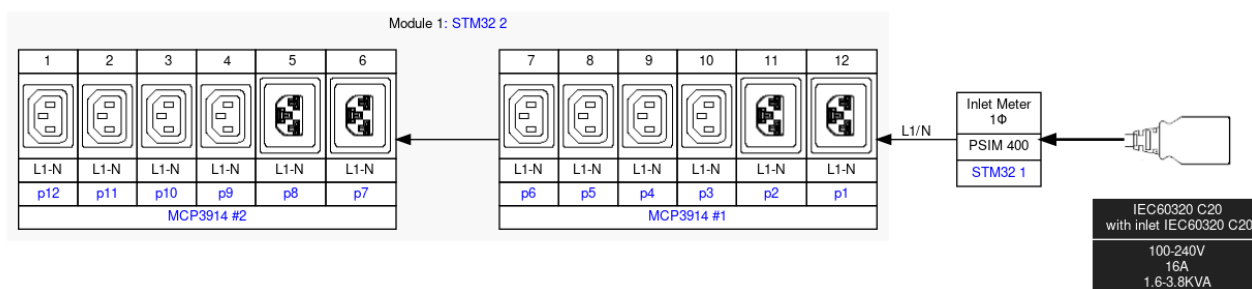 Module 1: STM32 2
1 2 3 4 5 6
L1-N L1-N L1-N L1-N L1-N L1-N
p12 p11 p10 p9 p8 p7
MCP3914 #2
7 8 9 10 11 12
L1-N L1-N L1-N L1-N L1-N L1-N
p6 p5 p4 p3 p2 p1
MCP3914 #1
L1/N
Inlet Meter
1Φ
PSIM 400
STM32 1
IEC60320 C20
with inlet IEC60320 C20
100-240V
16A
1.6-3.8KVA